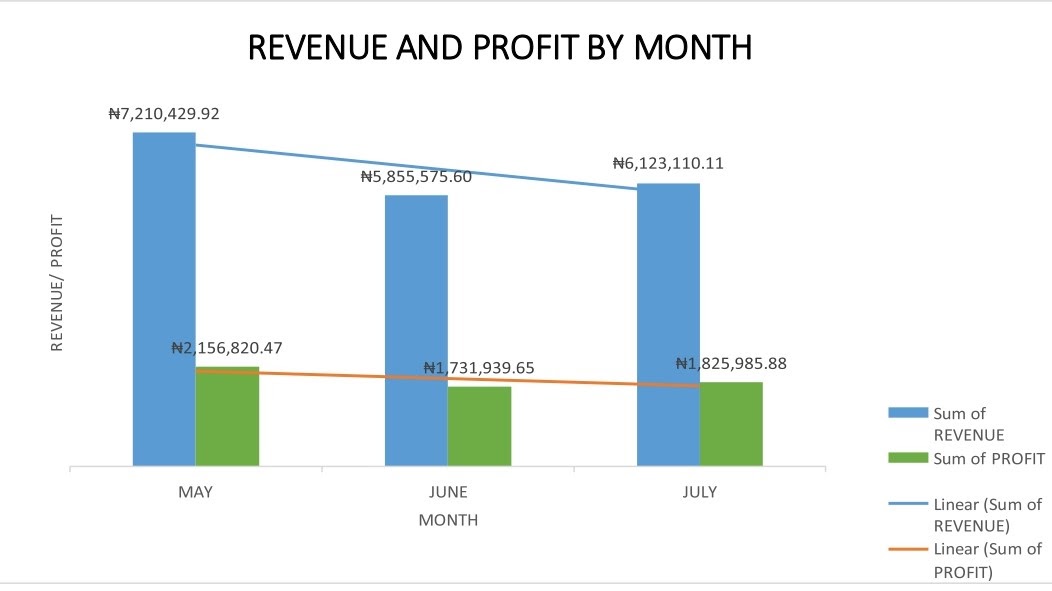 REVENUE AND PROFIT BY MONTH
₦7,210,429.92
₦5,855,575.60
₦6,123,110.11
₦2,156,820.47
₦1,731,939.65
₦1,825,985.88
REVENUE/ PROFIT
MAY
JUNE
JULY
MONTH
Sum of
REVENUE
Sum of PROFIT
Linear (Sum of
REVENUE)
Linear (Sum of
PROFIT)